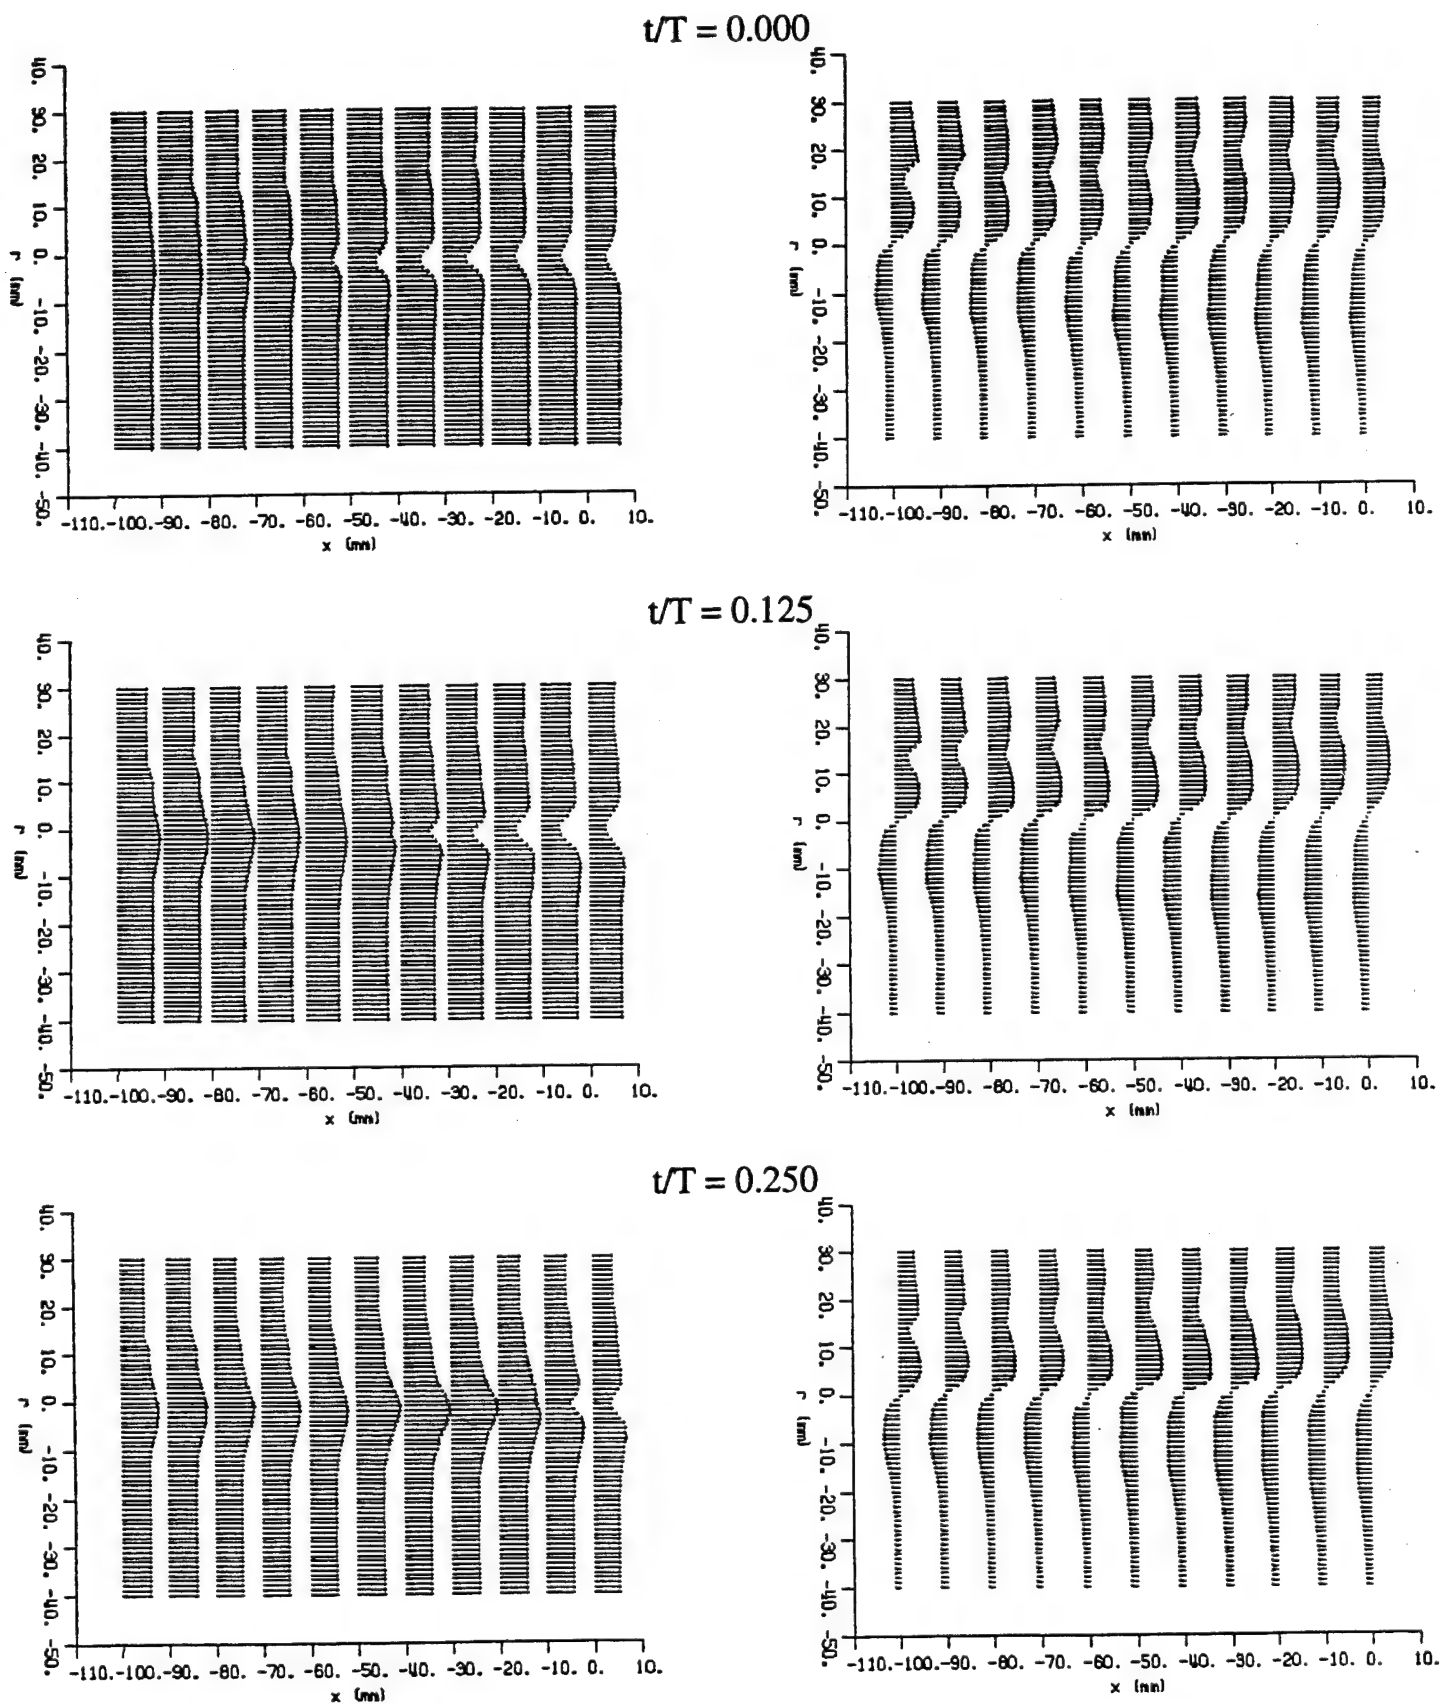 t/T = 0.000
40. 30. 20. 10. 0. -10. -20. -30. -40. -50.
r (mm)
-110. -100. -90. -80. -70. -60. -50. -40. -30. -20. -10. 0. 10.
x (mm)
40. 30. 20. 10. 0. -10. -20. -30. -40. -50.
r (mm)
-110. -100. -90. -80. -70. -60. -50. -40. -30. -20. -10. 0. 10.
x (mm)
t/T = 0.125
40. 30. 20. 10. 0. -10. -20. -30. -40. -50.
r (mm)
-110. -100. -90. -80. -70. -60. -50. -40. -30. -20. -10. 0. 10.
x (mm)
40. 30. 20. 10. 0. -10. -20. -30. -40. -50.
r (mm)
-110. -100. -90. -80. -70. -60. -50. -40. -30. -20. -10. 0. 10.
x (mm)
t/T = 0.250
40. 30. 20. 10. 0. -10. -20. -30. -40. -50.
r (mm)
-110. -100. -90. -80. -70. -60. -50. -40. -30. -20. -10. 0. 10.
x (mm)
40. 30. 20. 10. 0. -10. -20. -30. -40. -50.
r (mm)
-110. -100. -90. -80. -70. -60. -50. -40. -30. -20. -10. 0. 10.
x (mm)